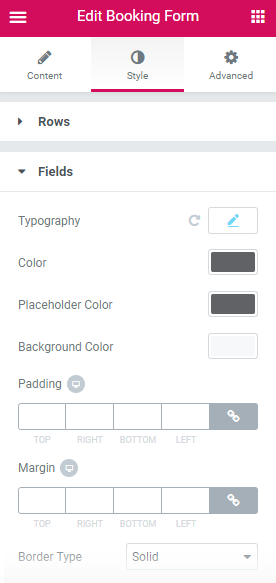 Edit Booking Form
Content Style Advanced
Rows
Fields
Typography
Color
Placeholder Color
Background Color
Padding
TOP RIGHT BOTTOM LEFT
Margin
TOP RIGHT BOTTOM LEFT
Border Type Solid